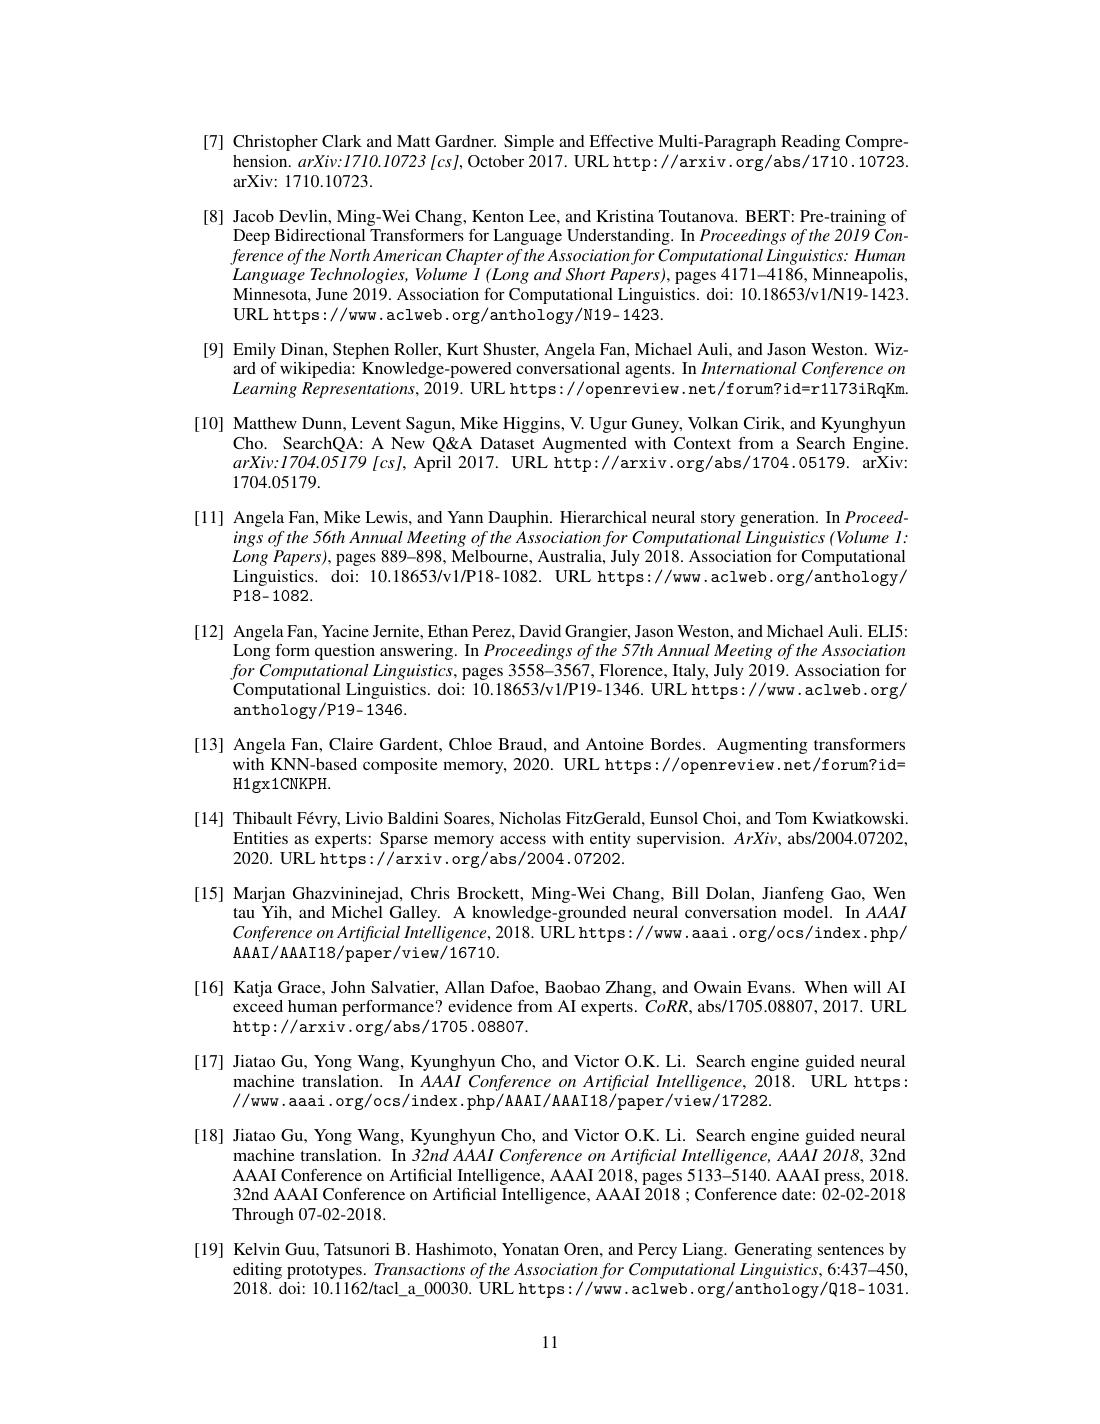 [7] Christopher Clark and Matt Gardner. Simple and Effective Multi-Paragraph Reading Compre-
hension. arXiv:1710.10723 [cs], October 2017. URL http://arxiv.org/abs/1710.10723.
arXiv: 1710.10723.
[8] Jacob Devlin, Ming-Wei Chang, Kenton Lee, and Kristina Toutanova. BERT: Pre-training of
Deep Bidirectional Transformers for Language Understanding. In Proceedings of the 2019 Con-
ference of the North American Chapter of the Association for Computational Linguistics: Human
Language Technologies, Volume 1 (Long and Short Papers), pages 4171–4186, Minneapolis,
Minnesota, June 2019. Association for Computational Linguistics. doi: 10.18653/v1/N19-1423.
URL https://www.aclweb.org/anthology/N19-1423.
[9] Emily Dinan, Stephen Roller, Kurt Shuster, Angela Fan, Michael Auli, and Jason Weston. Wiz-
ard of wikipedia: Knowledge-powered conversational agents. In International Conference on
Learning Representations, 2019. URL https://openreview.net/forum?id=r1l73iRqKm.
[10] Matthew Dunn, Levent Sagun, Mike Higgins, V. Ugur Guney, Volkan Cirik, and Kyunghyun
Cho. SearchQA: A New Q&A Dataset Augmented with Context from a Search Engine.
arXiv:1704.05179 [cs], April 2017. URL http://arxiv.org/abs/1704.05179. arXiv:
1704.05179.
[11] Angela Fan, Mike Lewis, and Yann Dauphin. Hierarchical neural story generation. In Proceed-
ings of the 56th Annual Meeting of the Association for Computational Linguistics (Volume 1:
Long Papers), pages 889–898, Melbourne, Australia, July 2018. Association for Computational
Linguistics. doi: 10.18653/v1/P18-1082. URL https://www.aclweb.org/anthology/
P18-1082.
[12] Angela Fan, Yacine Jernite, Ethan Perez, David Grangier, Jason Weston, and Michael Auli. ELI5:
Long form question answering. In Proceedings of the 57th Annual Meeting of the Association
for Computational Linguistics, pages 3558–3567, Florence, Italy, July 2019. Association for
Computational Linguistics. doi: 10.18653/v1/P19-1346. URL https://www.aclweb.org/
anthology/P19-1346.
[13] Angela Fan, Claire Gardent, Chloe Braud, and Antoine Bordes. Augmenting transformers
with KNN-based composite memory, 2020. URL https://openreview.net/forum?id=
H1gx1CNKPH.
[14] Thibault Févry, Livio Baldini Soares, Nicholas FitzGerald, Eunsol Choi, and Tom Kwiatkowski.
Entities as experts: Sparse memory access with entity supervision. ArXiv, abs/2004.07202,
2020. URL https://arxiv.org/abs/2004.07202.
[15] Marjan Ghazvininejad, Chris Brockett, Ming-Wei Chang, Bill Dolan, Jianfeng Gao, Wen
tau Yih, and Michel Galley. A knowledge-grounded neural conversation model. In AAAI
Conference on Artificial Intelligence, 2018. URL https://www.aaai.org/ocs/index.php/
AAAI/AAAI18/paper/view/16710.
[16] Katja Grace, John Salvatier, Allan Dafoe, Baobao Zhang, and Owain Evans. When will AI
exceed human performance? evidence from AI experts. CoRR, abs/1705.08807, 2017. URL
http://arxiv.org/abs/1705.08807.
[17] Jiatao Gu, Yong Wang, Kyunghyun Cho, and Victor O.K. Li. Search engine guided neural
machine translation. In AAAI Conference on Artificial Intelligence, 2018. URL https:
//www.aaai.org/ocs/index.php/AAAI/AAAI18/paper/view/17282.
[18] Jiatao Gu, Yong Wang, Kyunghyun Cho, and Victor O.K. Li. Search engine guided neural
machine translation. In 32nd AAAI Conference on Artificial Intelligence, AAAI 2018, 32nd
AAAI Conference on Artificial Intelligence, AAAI 2018, pages 5133–5140. AAAI press, 2018.
32nd AAAI Conference on Artificial Intelligence, AAAI 2018 ; Conference date: 02-02-2018
Through 07-02-2018.
[19] Kelvin Guu, Tatsunori B. Hashimoto, Yonatan Oren, and Percy Liang. Generating sentences by
editing prototypes. Transactions of the Association for Computational Linguistics, 6:437–450,
2018. doi: 10.1162/tacl_a_00030. URL https://www.aclweb.org/anthology/Q18-1031.
11